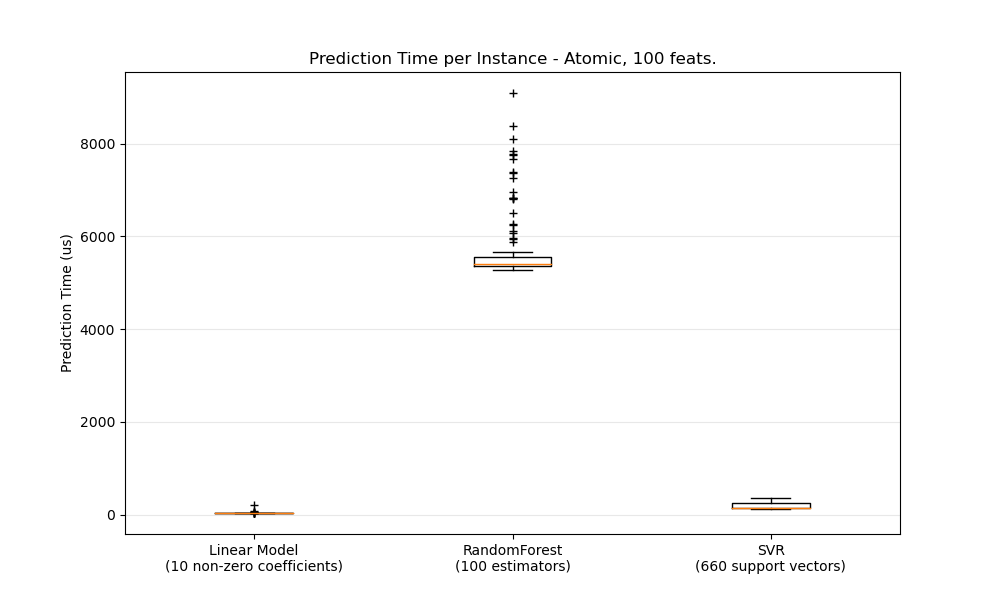 Prediction Time per Instance - Atomic, 100 feats.
Prediction Time (us)
8000
6000
4000
2000
0
Linear Model
(10 non-zero coefficients)
RandomForest
(100 estimators)
SVR
(660 support vectors)